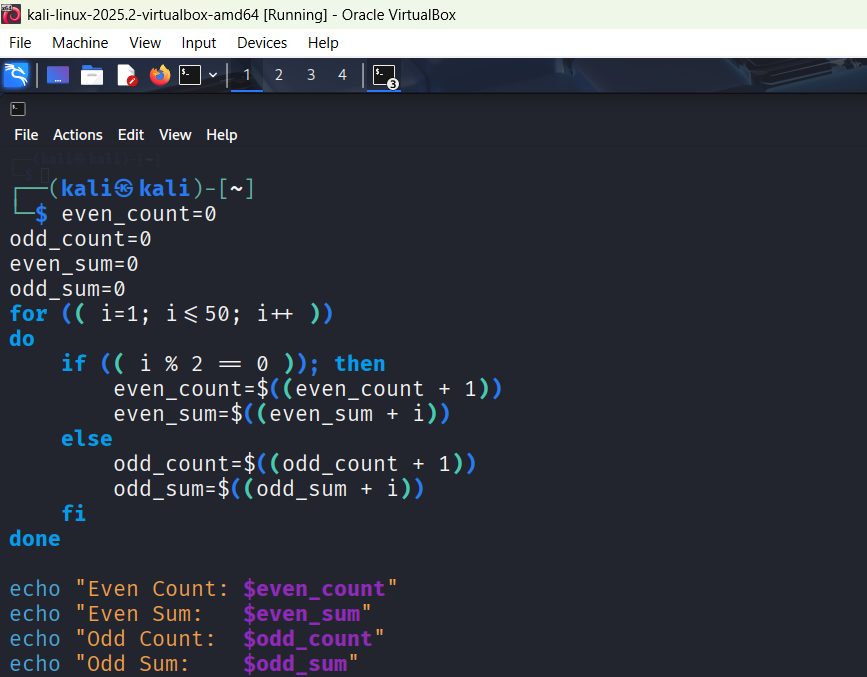 kali-linux-2025.2-virtualbox-amd64 [Running] - Oracle VirtualBox
File Machine View Input Devices Help
1 2 3 4 3
File Actions Edit View Help
┌──(kali㉿kali)-[~]
└─$ even_count=0
odd_count=0
even_sum=0
odd_sum=0
for (( i=1; i<=50; i++ ))
do
    if (( i % 2 == 0 )); then
        even_count=$((even_count + 1))
        even_sum=$((even_sum + i))
    else
        odd_count=$((odd_count + 1))
        odd_sum=$((odd_sum + i))
    fi
done
echo "Even Count: $even_count"
echo "Even Sum:   $even_sum"
echo "Odd Count:  $odd_count"
echo "Odd Sum:    $odd_sum"